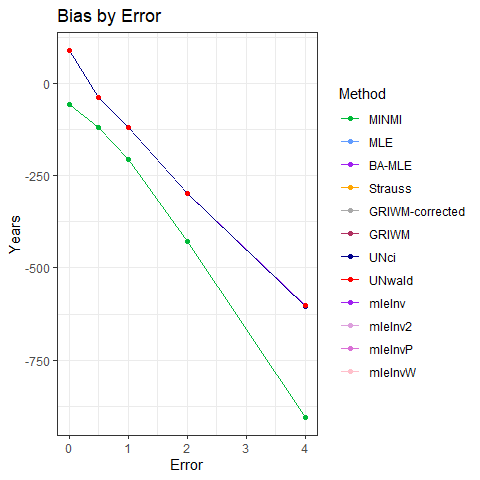 Bias by Error
0
-250
-500
-750
Years
0 1 2 3 4
Error
Method
MINMI
MLE
BA-MLE
Strauss
GRIWM-corrected
GRIWM
UNci
UNwald
mleInv
mleInv2
mleInvP
mleInvW